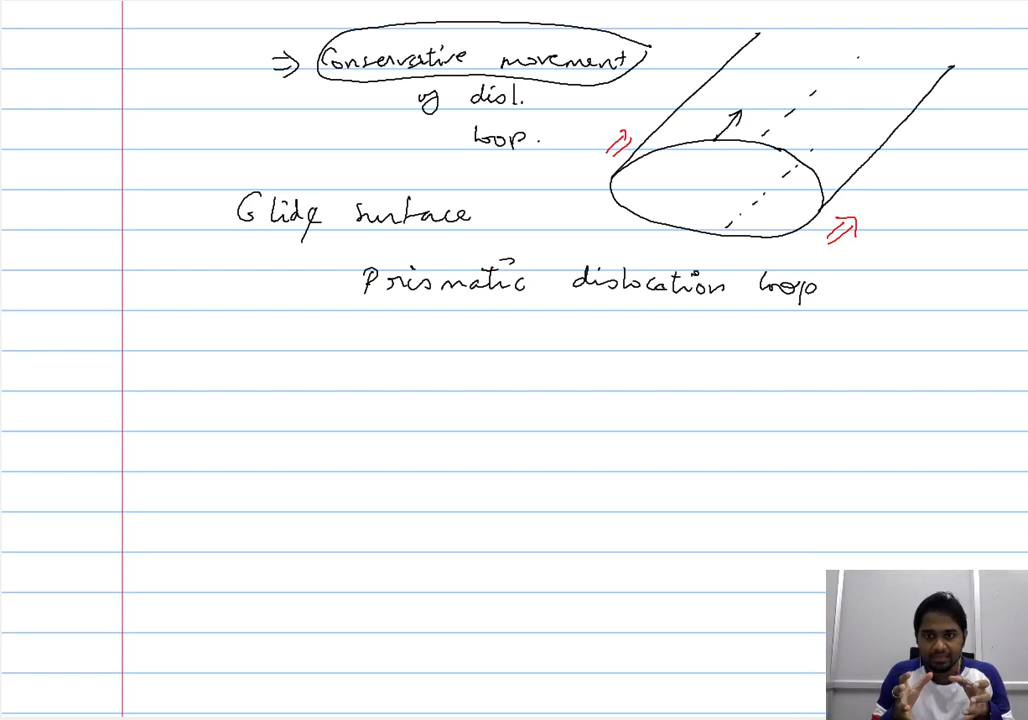 ⇒ Conservative movement
of disl.
loop.
Glide surface
Prismatic dislocation loop